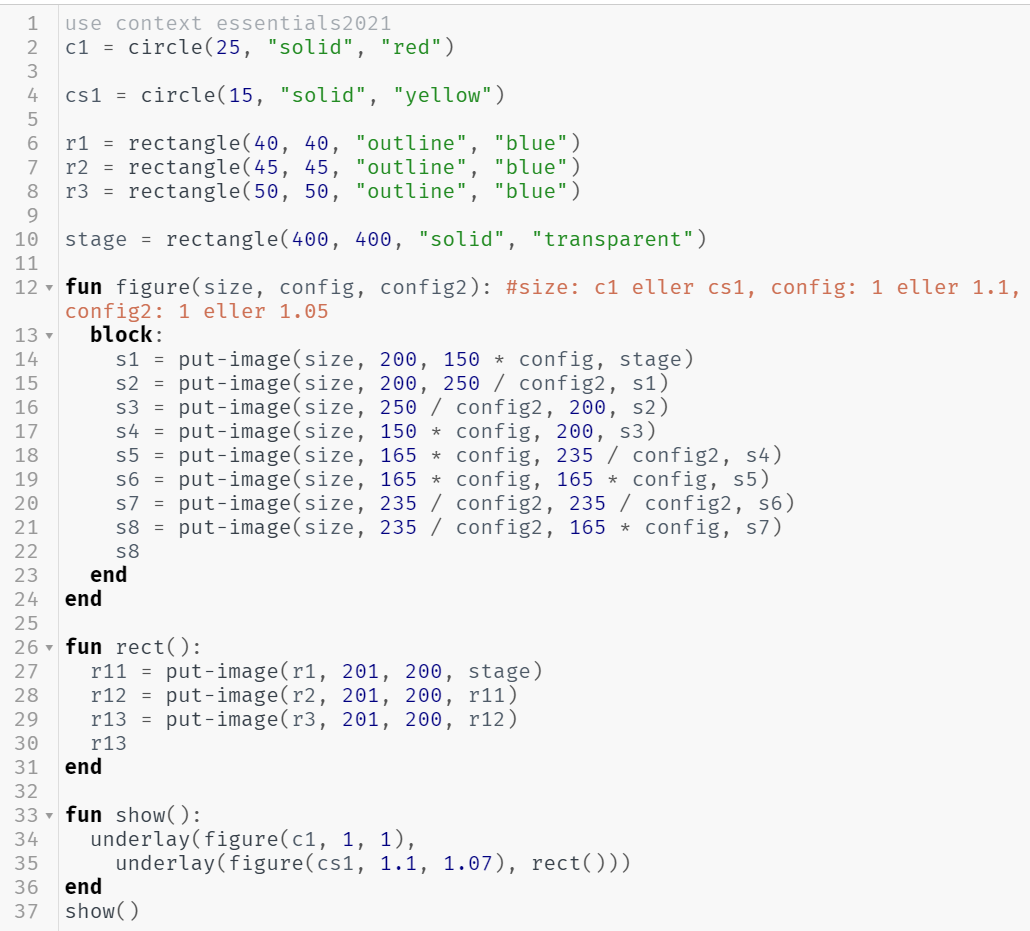 1 use context essentials2021
2 c1 = circle(25, "solid", "red")
3
4 cs1 = circle(15, "solid", "yellow")
5
6 r1 = rectangle(40, 40, "outline", "blue")
7 r2 = rectangle(45, 45, "outline", "blue")
8 r3 = rectangle(50, 50, "outline", "blue")
9
10 stage = rectangle(400, 400, "solid", "transparent")
11
12 fun figure(size, config, config2): #size: c1 eller cs1, config: 1 eller 1.1,
config2: 1 eller 1.05
13   block:
14     s1 = put-image(size, 200, 150 * config, stage)
15     s2 = put-image(size, 200, 250 / config2, s1)
16     s3 = put-image(size, 250 / config2, 200, s2)
17     s4 = put-image(size, 150 * config, 200, s3)
18     s5 = put-image(size, 165 * config, 235 / config2, s4)
19     s6 = put-image(size, 165 * config, 165 * config, s5)
20     s7 = put-image(size, 235 / config2, 235 / config2, s6)
21     s8 = put-image(size, 235 / config2, 165 * config, s7)
22     s8
23   end
24 end
25
26 fun rect():
27   r11 = put-image(r1, 201, 200, stage)
28   r12 = put-image(r2, 201, 200, r11)
29   r13 = put-image(r3, 201, 200, r12)
30   r13
31 end
32
33 fun show():
34   underlay(figure(c1, 1, 1),
35     underlay(figure(cs1, 1.1, 1.07), rect()))
36 end
37 show()